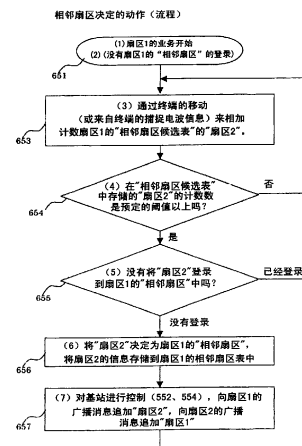 相邻扇区决定的动作（流程）
(1)扇区1的业务开始
(2)(没有扇区1的“相邻扇区”的登录)
651
(3) 通过终端的移动
(或来自终端的捕捉电波信息)来相加
计数扇区1的"相邻扇区候选表"的"扇区2"。
653
(4) 在"相邻扇区候选表"
中存储的"扇区2"的计数数
是预定的阈值以上吗?
否
654
是
(5) 没有将"扇区2"登录
到扇区1的"相邻扇区"中吗?
已经登录
655
没有登录
(6) 将"扇区2"决定为扇区1的"相邻扇区",
将扇区2的信息存储到扇区1的相邻扇区表中
656
(7) 对基站进行控制 (552、554), 向扇区1的
广播消息追加"扇区2", 向扇区2的广播
消息追加"扇区1"
657